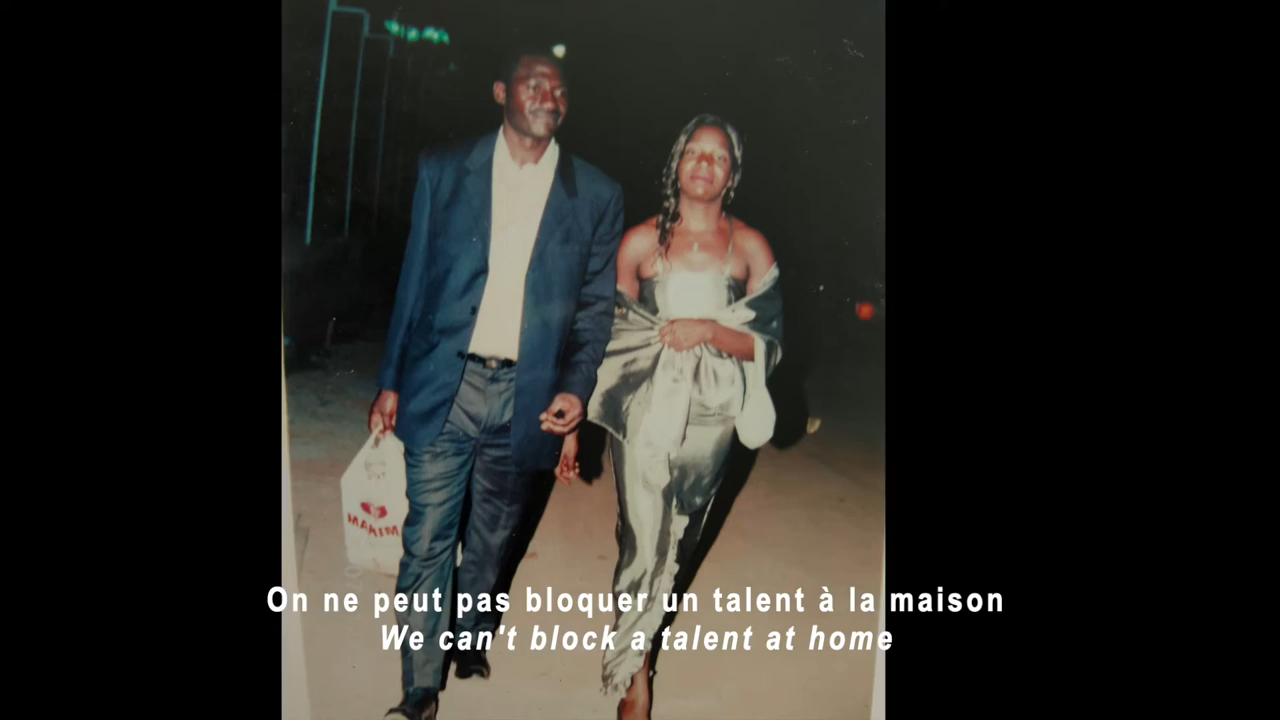 On ne peut pas bloquer un talent à la maison
We can't block a talent at home